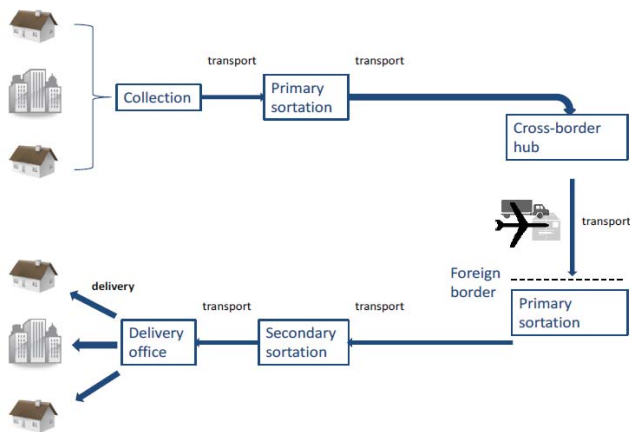 transport
transport
Collection
Primary
sortation
Cross-border
hub
transport
Foreign
border
Primary
sortation
delivery
transport
transport
Delivery
office
Secondary
sortation